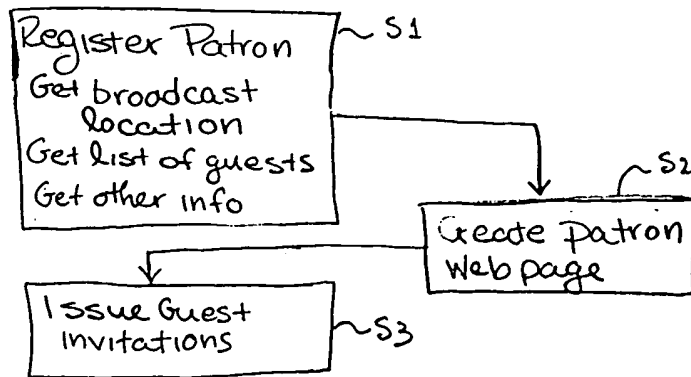 Register Patron
S1
Get broadcast
location
Get list of guests
Get other info
S2
Create patron
Web page
Issue Guest
invitations
S3